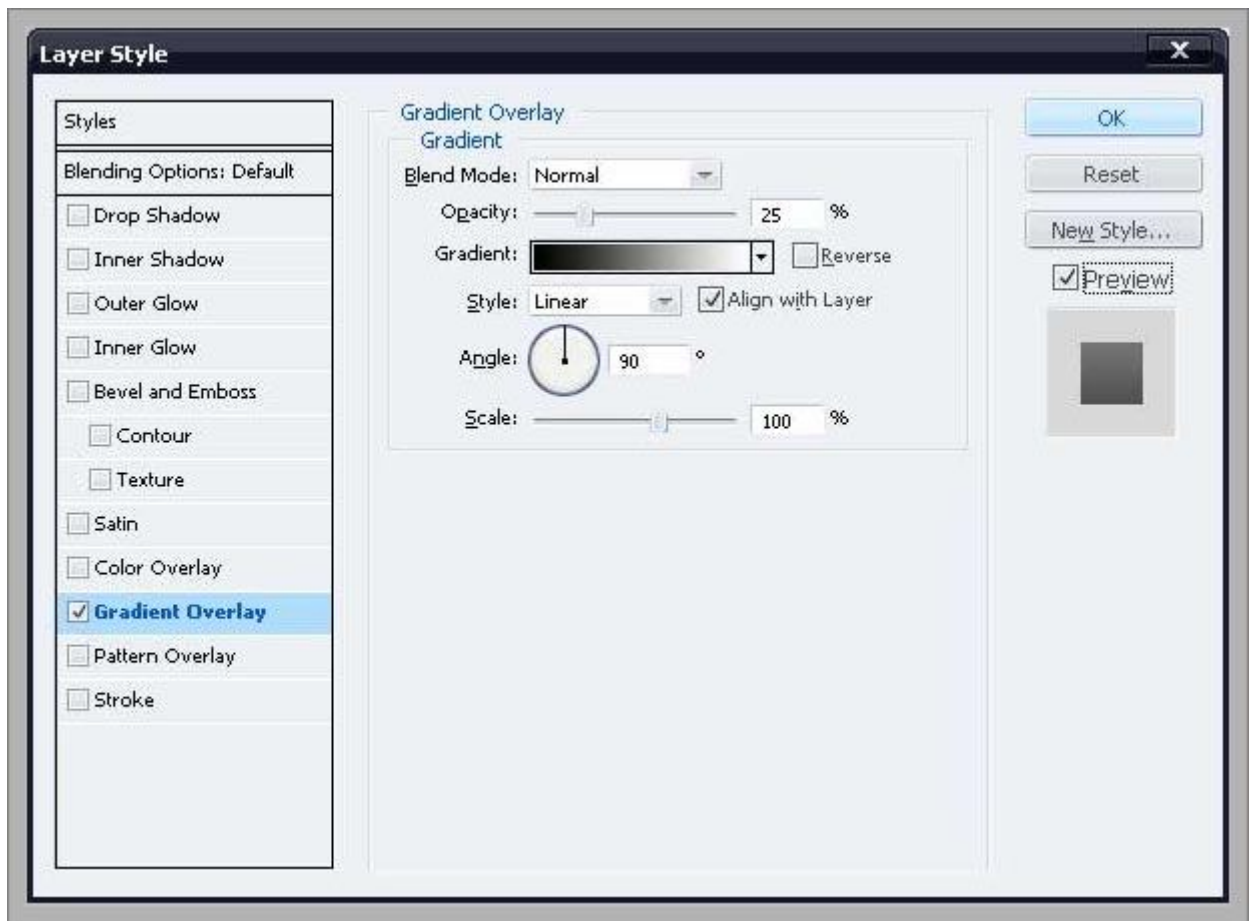 Layer Style
X
Styles
Blending Options: Default
Drop Shadow
Inner Shadow
Outer Glow
Inner Glow
Bevel and Emboss
Contour
Texture
Satin
Color Overlay
Gradient Overlay
Pattern Overlay
Stroke
Gradient Overlay
Gradient
Blend Mode: Normal
Opacity: 25 %
Gradient: Reverse
Style: Linear Align with Layer
Angle: 90 °
Scale: 100 %
OK
Reset
New Style...
Preview